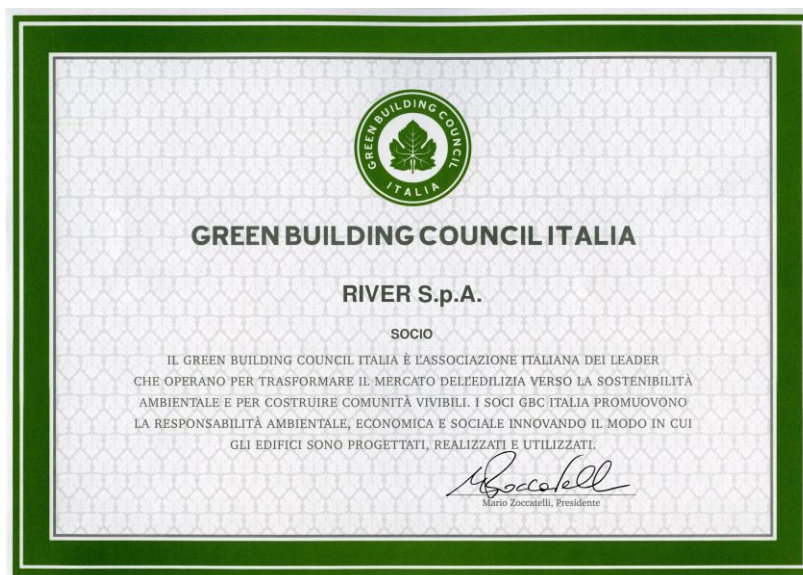 GREEN BUILDING COUNCIL
ITALIA
GREEN BUILDING COUNCIL ITALIA
RIVER S.p.A.
SOCIO
IL GREEN BUILDING COUNCIL ITALIA È L'ASSOCIAZIONE ITALIANA DEI LEADER
CHE OPERANO PER TRASFORMARE IL MERCATO DELL'EDILIZIA VERSO LA SOSTENIBILITÀ
AMBIENTALE E PER COSTRUIRE COMUNITÀ VIVIBILI. I SOCI GBC ITALIA PROMUOVONO
LA RESPONSABILITÀ AMBIENTALE, ECONOMICA E SOCIALE INNOVANDO IL MODO IN CUI
GLI EDIFICI SONO PROGETTATI, REALIZZATI E UTILIZZATI.
Mario Zoccatelli, Presidente